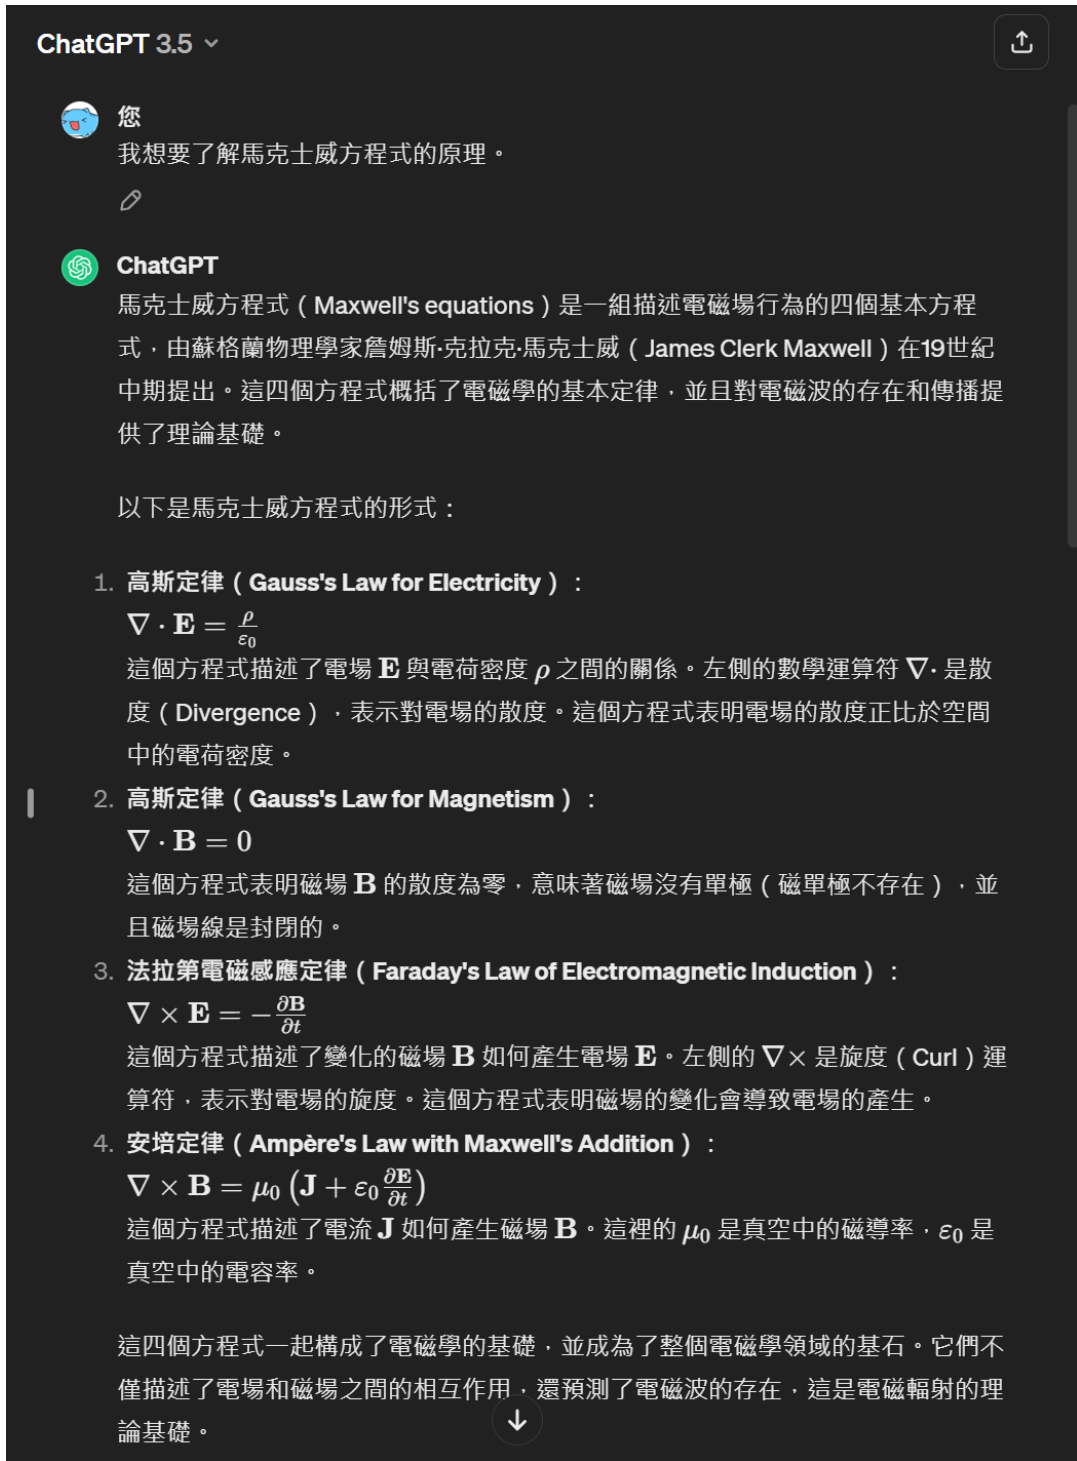 ChatGPT 3.5
您
我想要了解馬克士威方程式的原理。
ChatGPT
馬克士威方程式（Maxwell's equations）是一組描述電磁場行為的四個基本方程
式，由蘇格蘭物理學家詹姆斯·克拉克·馬克士威（James Clerk Maxwell）在19世紀
中期提出。這四個方程式概括了電磁學的基本定律，並且對電磁波的存在和傳播提
供了理論基礎。
以下是馬克士威方程式的形式：
1. 高斯定律（Gauss's Law for Electricity）：
∇ · E = ρ/ε₀
這個方程式描述了電場 E 與電荷密度 ρ 之間的關係。左側的數學運算符 ∇· 是散
度（Divergence），表示對電場的散度。這個方程式表明電場的散度正比於空間
中的電荷密度。
2. 高斯定律（Gauss's Law for Magnetism）：
∇ · B = 0
這個方程式表明磁場 B 的散度為零，意味著磁場沒有單極（磁單極不存在），並
且磁場線是封閉的。
3. 法拉第電磁感應定律（Faraday's Law of Electromagnetic Induction）：
∇ × E = −∂B/∂t
這個方程式描述了變化的磁場 B 如何產生電場 E。左側的 ∇× 是旋度（Curl）運
算符，表示對電場的旋度。這個方程式表明磁場的變化會導致電場的產生。
4. 安培定律（Ampère's Law with Maxwell's Addition）：
∇ × B = μ₀ (J + ε₀ ∂E/∂t)
這個方程式描述了電流 J 如何產生磁場 B。這裡的 μ₀ 是真空中的磁導率，ε₀ 是
真空中的電容率。
這四個方程式一起構成了電磁學的基礎，並成為了整個電磁學領域的基石。它們不
僅描述了電場和磁場之間的相互作用，還預測了電磁波的存在，這是電磁輻射的理
論基礎。